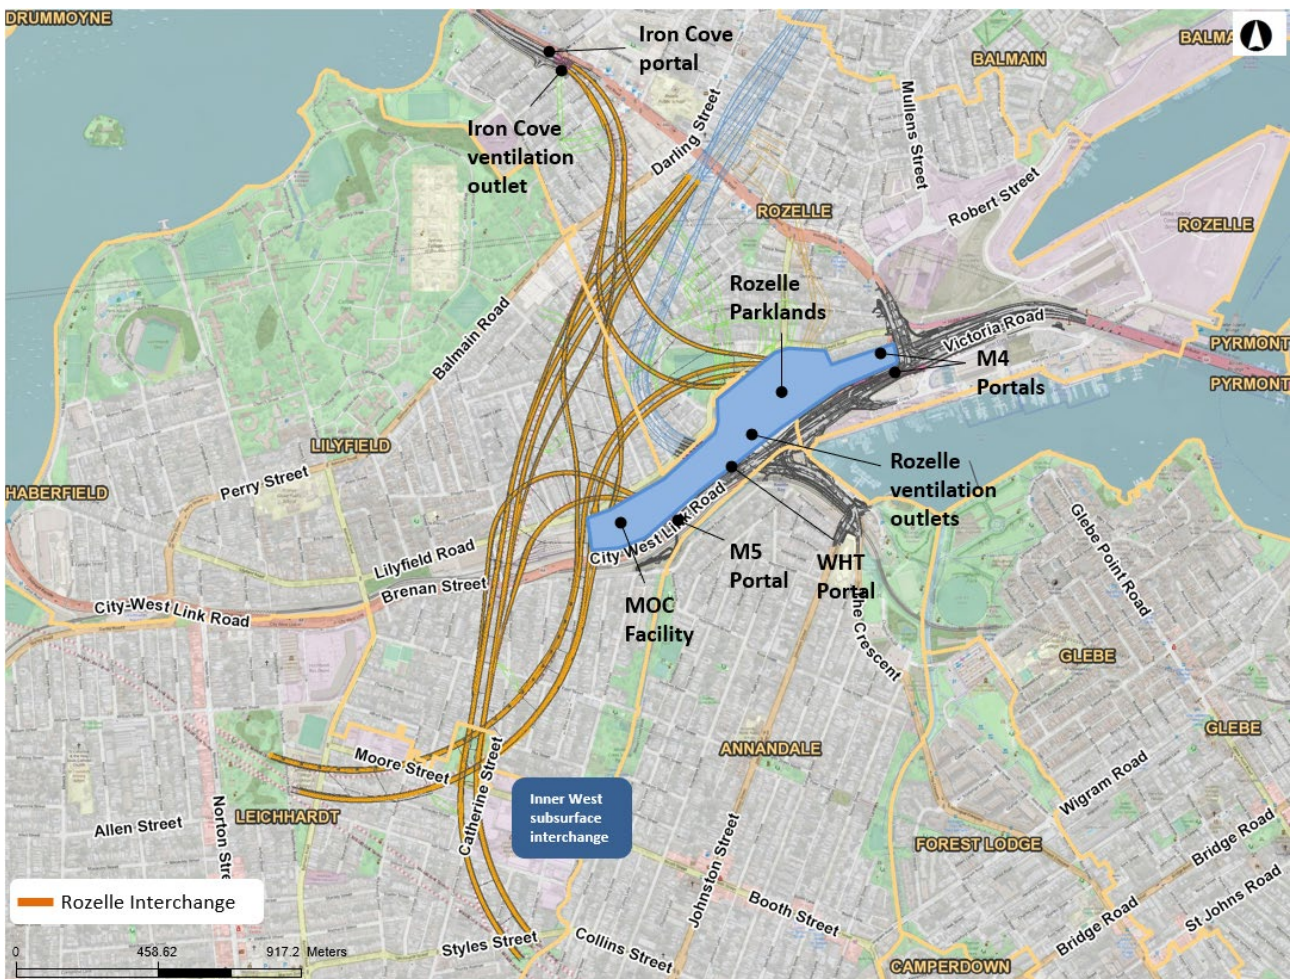 DRUMMOYNE
Iron Cove
portal
BALMAIN
BALMA
Mullens Street
Iron Cove
ventilation
outlet
Darling Street
Robert Street
ROZELLE
ROZELLE
Rozelle
Parklands
Balmain Road
Victoria Road
M4
Portals
PYRMONT
PYRMONT
LILYFIELD
Perry Street
HABERFIELD
Rozelle
ventilation
outlets
City West Link Road
M5
Portal
WHT
Portal
MOC
Facility
Lilyfield Road
Brenan Street
City-West Link Road
The Crescent
Glebe Point Road
GLEBE
GLEBE
ANNANDALE
Moore Street
Catherine Street
Inner West
subsurface
interchange
Wigram Road
Bridge Road
LEICHHARDT
Allen Street
Norton Str
Johnston Street
FOREST LODGE
Booth Street
Bridge Road
St Johns Road
Rozelle Interchange
Styles Street
Collins Street
CAMPERDOWN
0 458.62 917.2 Meters